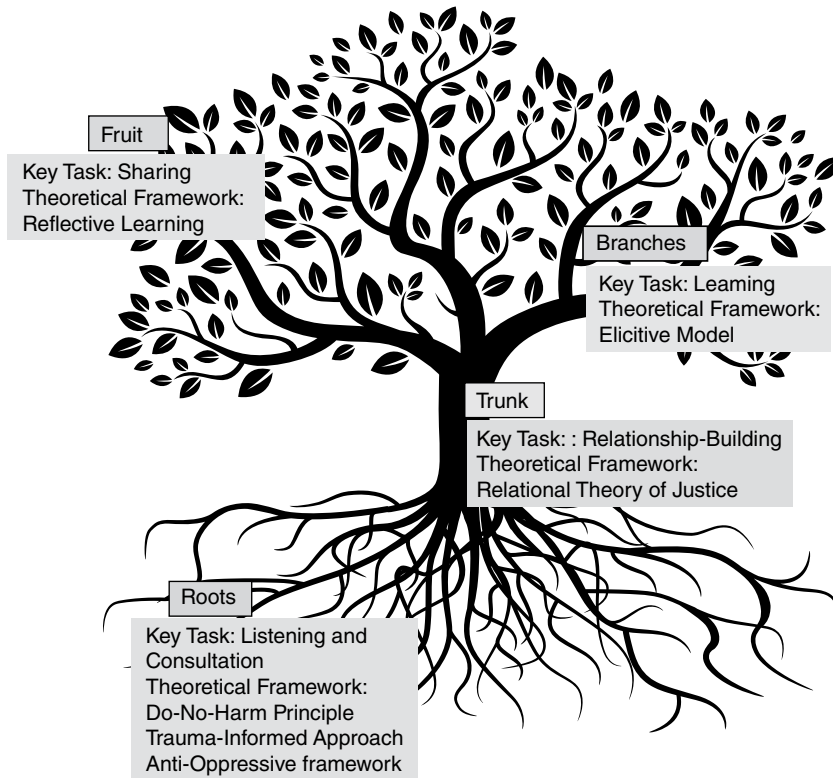 Fruit
Key Task: Sharing
Theoretical Framework:
Reflective Learning
Branches
Key Task: Leaming
Theoretical Framework:
Elicitive Model
Trunk
Key Task: : Relationship-Building
Theoretical Framework:
Relational Theory of Justice
Roots
Key Task: Listening and
Consultation
Theoretical Framework:
Do-No-Harm Principle
Trauma-Informed Approach
Anti-Oppressive framework